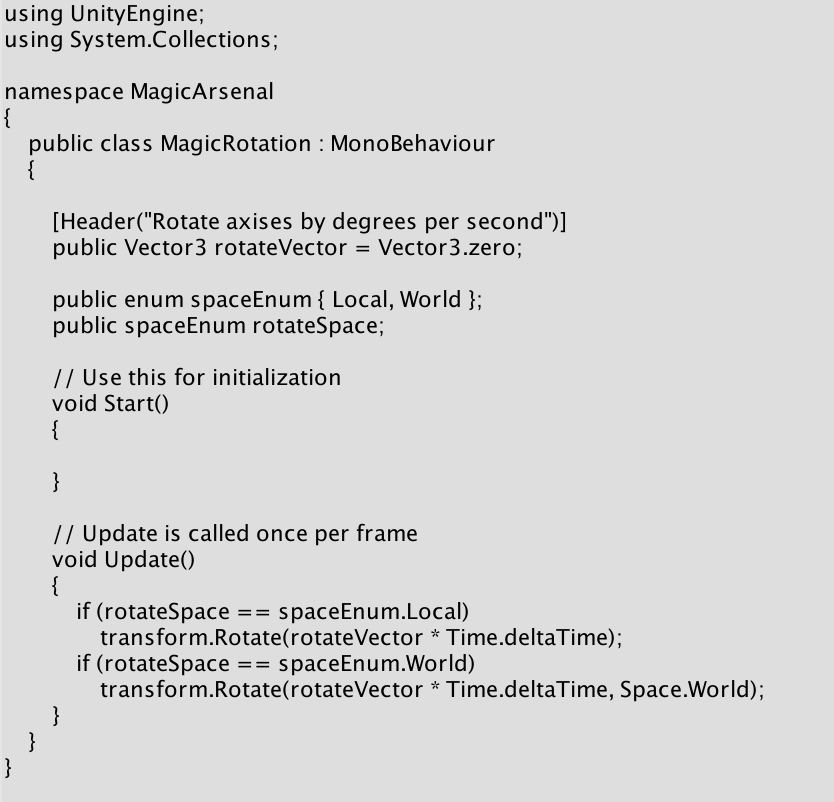 using UnityEngine;
using System.Collections;

namespace MagicArsenal
{
    public class MagicRotation : MonoBehaviour
    {

        [Header("Rotate axises by degrees per second")]
        public Vector3 rotateVector = Vector3.zero;

        public enum spaceEnum { Local, World };
        public spaceEnum rotateSpace;

        // Use this for initialization
        void Start()
        {

        }

        // Update is called once per frame
        void Update()
        {
            if (rotateSpace == spaceEnum.Local)
                transform.Rotate(rotateVector * Time.deltaTime);
            if (rotateSpace == spaceEnum.World)
                transform.Rotate(rotateVector * Time.deltaTime, Space.World);
        }
    }
}